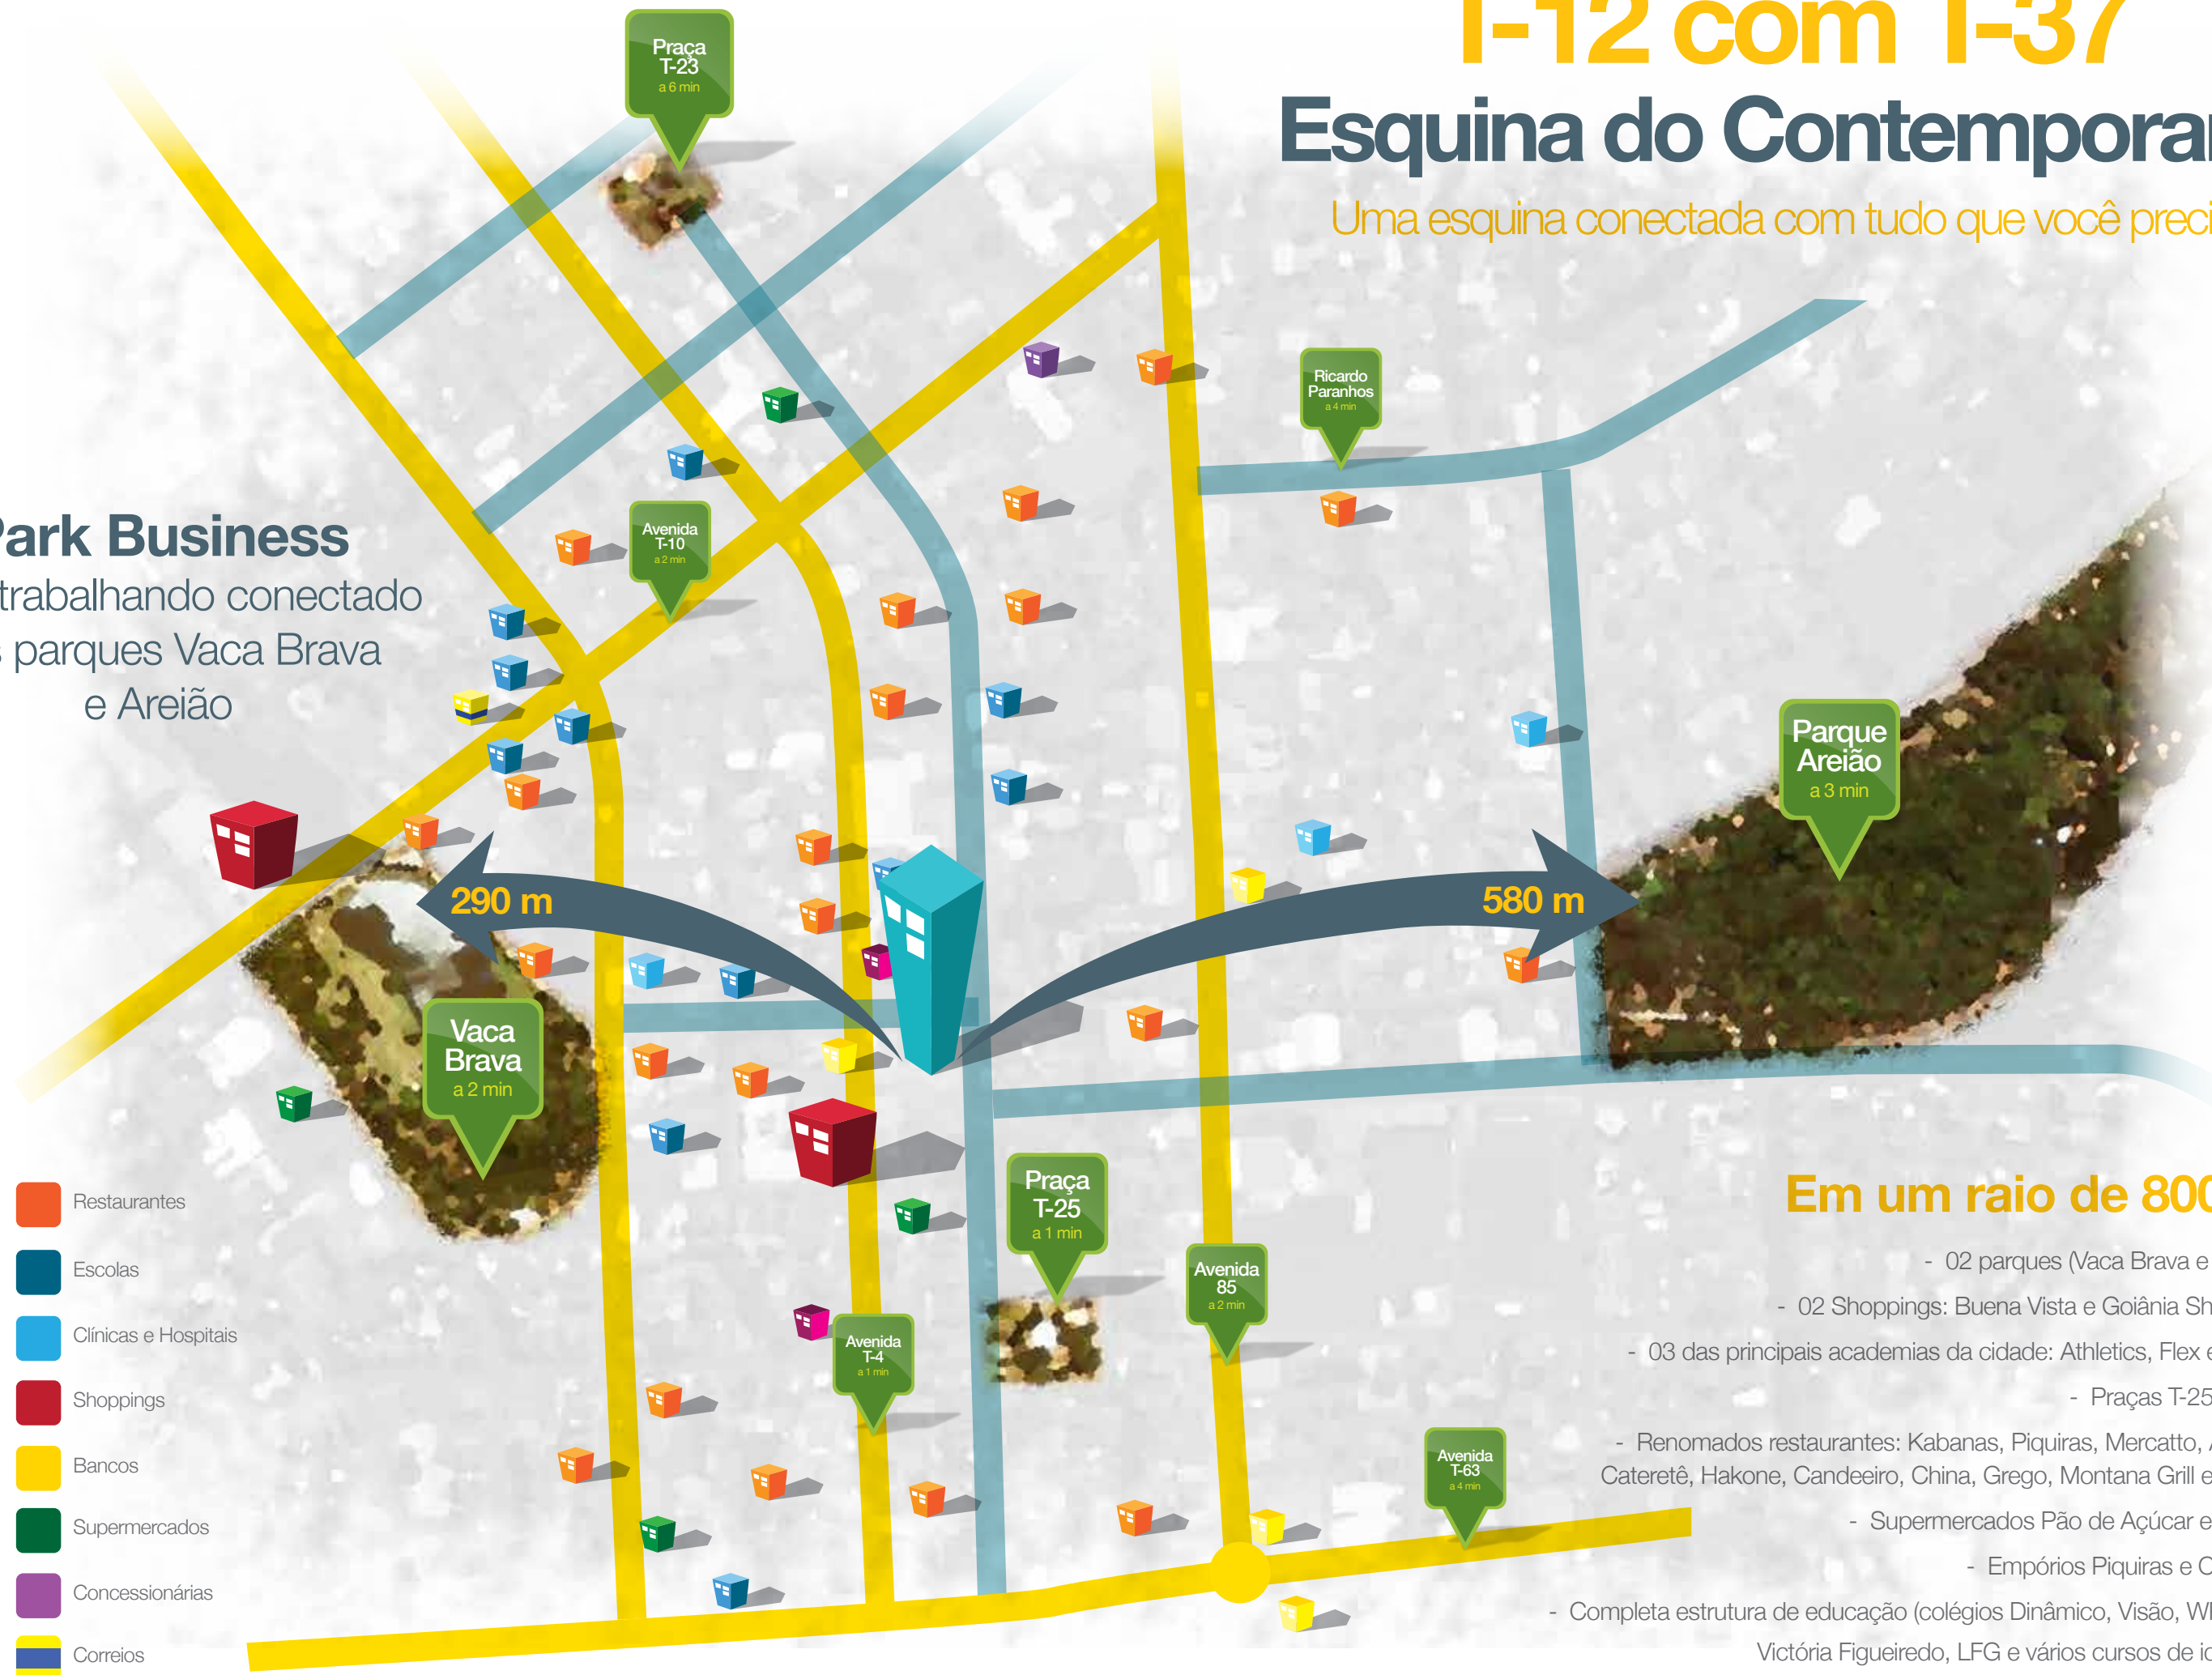 T-12 com T-37
Esquina do Contemporar
Uma esquina conectada com tudo que você preci
Praça
T-23
a 6 min
Ricardo
Paranhos
a 4 min
Park Business
trabalhando conectado
s parques Vaca Brava
e Areião
Avenida
T-10
a 2 min
Parque
Areião
a 3 min
290 m
580 m
Vaca
Brava
a 2 min
Praça
T-25
a 1 min
Avenida
85
a 2 min
Avenida
T-4
a 1 min
Avenida
T-63
a 4 min
Restaurantes
Escolas
Clínicas e Hospitais
Shoppings
Bancos
Supermercados
Concessionárias
Correios
Em um raio de 800
- 02 parques (Vaca Brava e
- 02 Shoppings: Buena Vista e Goiânia Sh
- 03 das principais academias da cidade: Athletics, Flex e
- Praças T-25
- Renomados restaurantes: Kabanas, Piquiras, Mercatto, A
Cateretê, Hakone, Candeeiro, China, Grego, Montana Grill e
- Supermercados Pão de Açúcar e
- Empórios Piquiras e C
- Completa estrutura de educação (colégios Dinâmico, Visão, WR
Victória Figueiredo, LFG e vários cursos de id